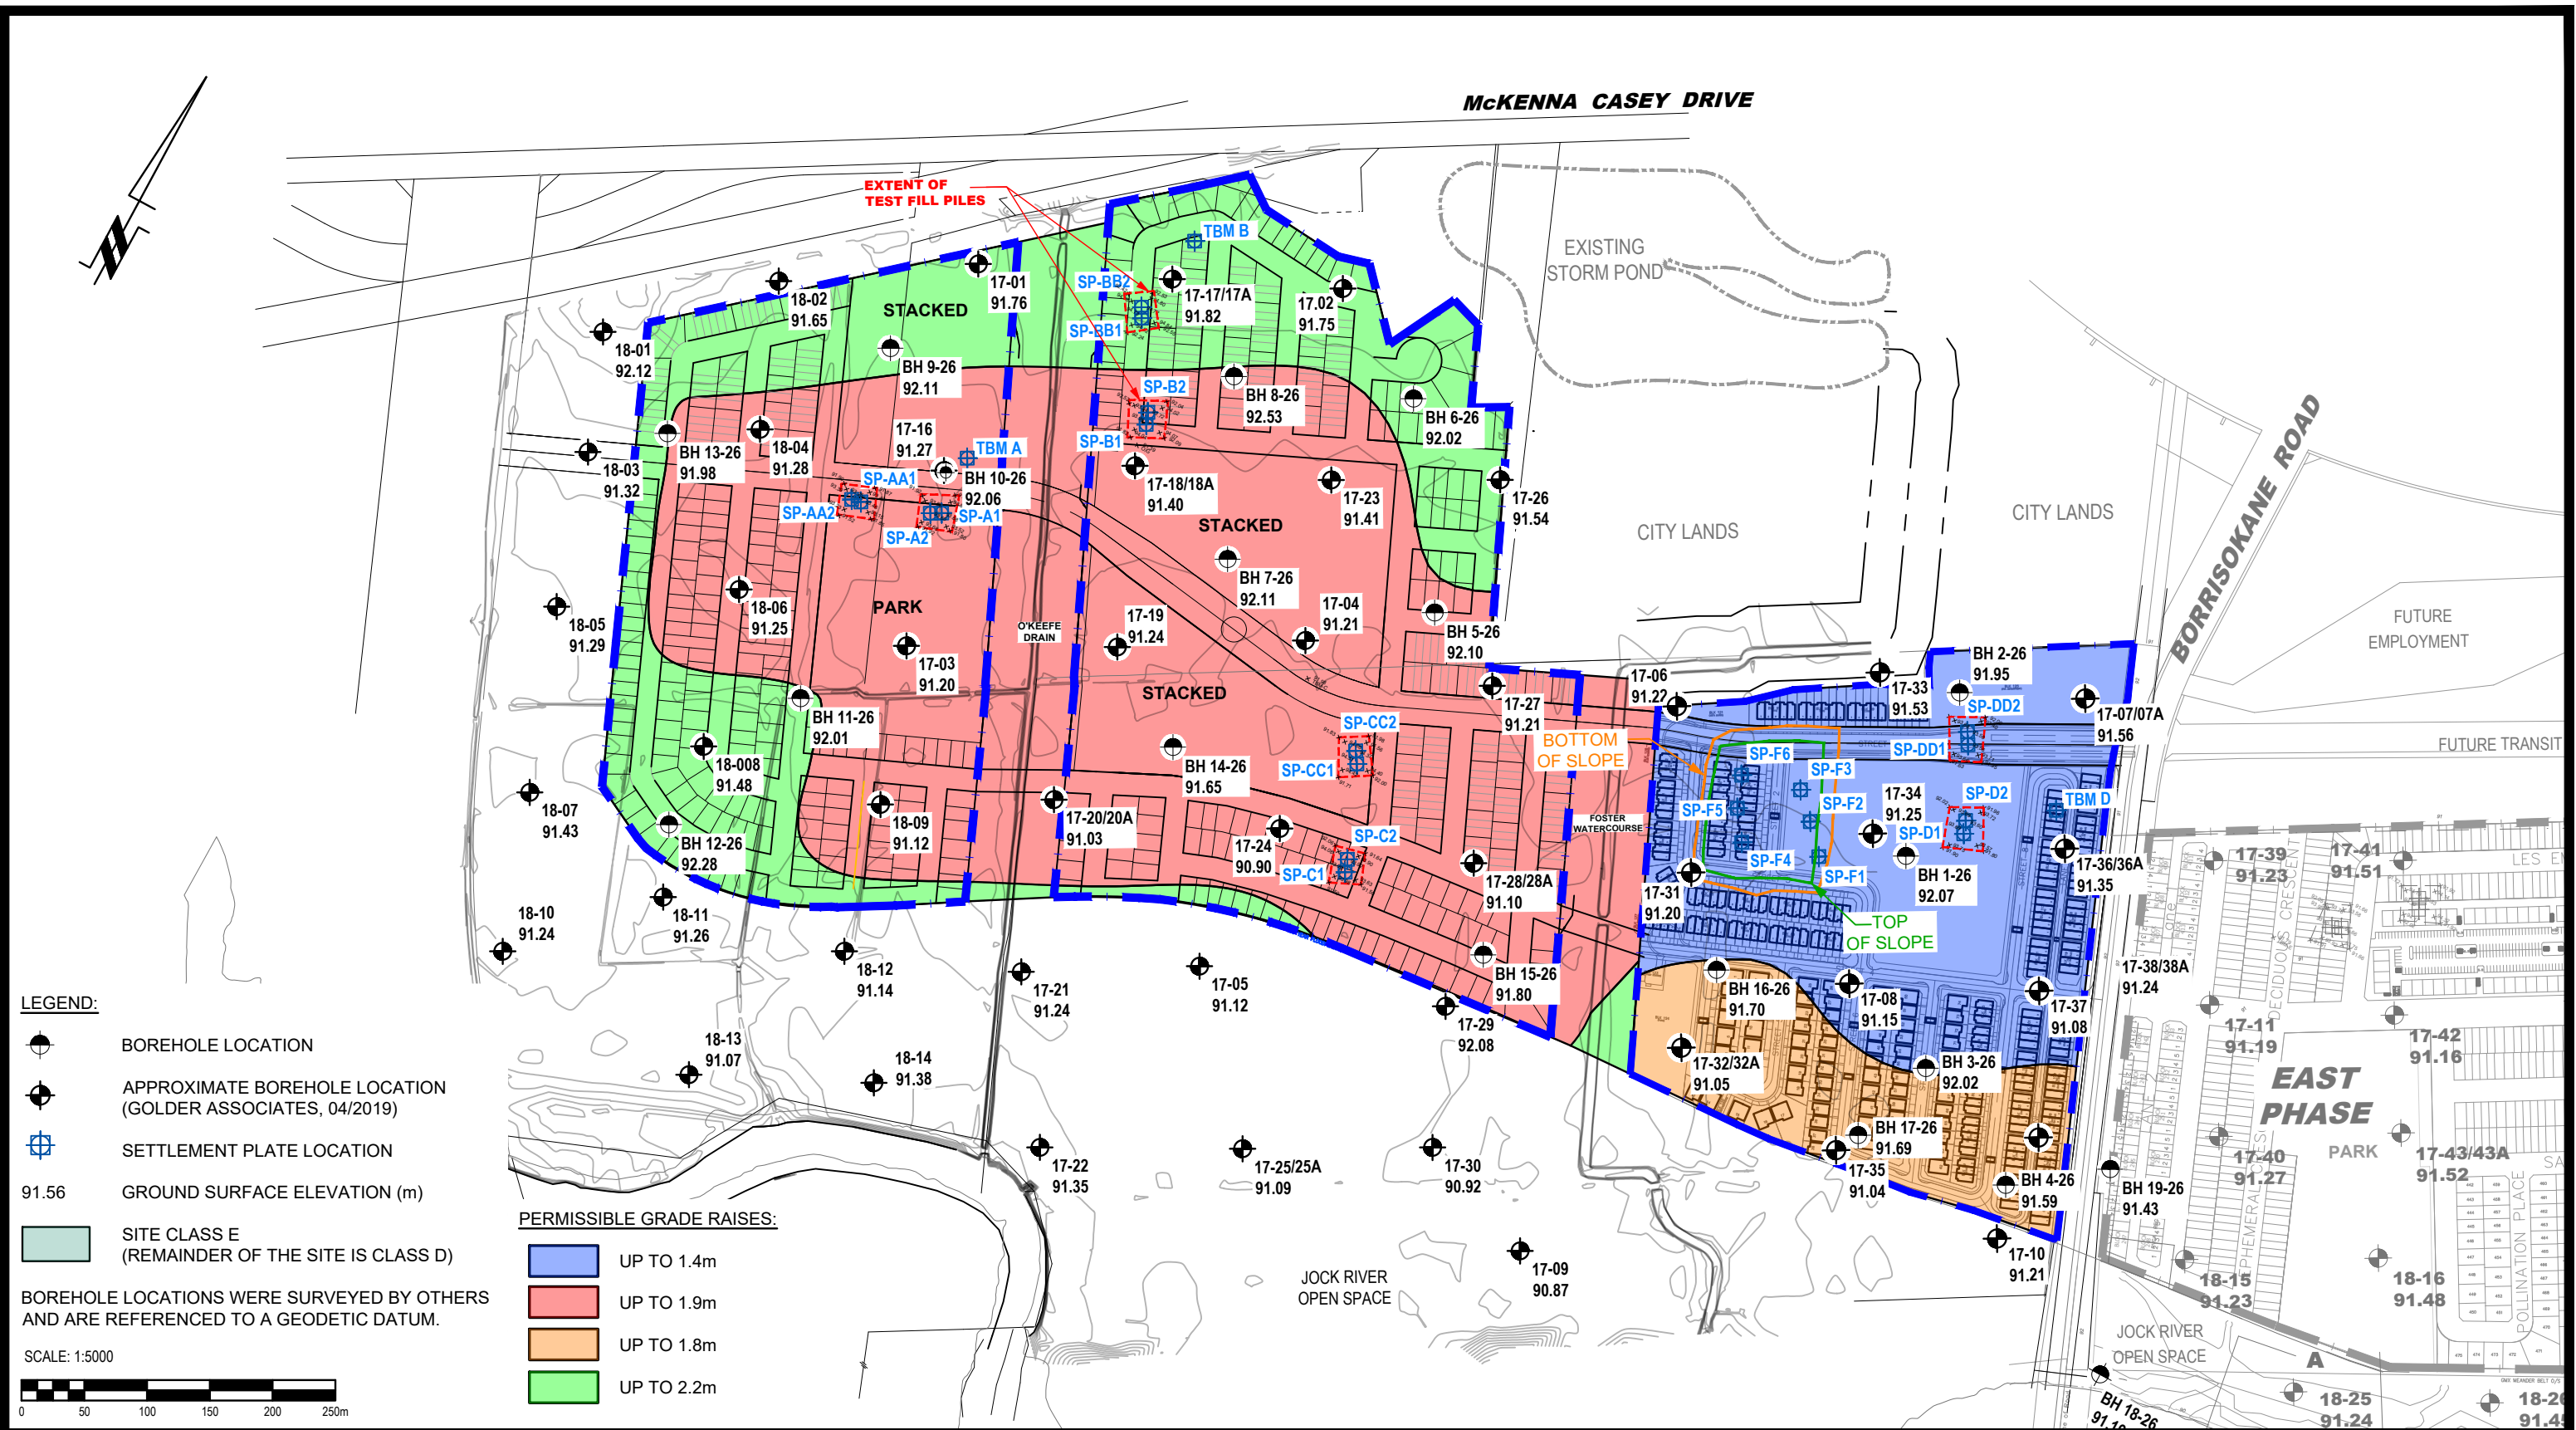 McKENNA CASEY DRIVE
EXTENT OF
TEST FILL PILES
EXISTING
STORM POND
CITY LANDS
CITY LANDS
BORRISOKANE ROAD
FUTURE
EMPLOYMENT
FUTURE TRANSIT
TBM B
SP-BB2
SP-BB1
17-17/17A
91.82
17.02
91.75
17-01
91.76
STACKED
18-02
91.65
18-01
92.12
BH 9-26
92.11
SP-B2
SP-B1
BH 8-26
92.53
BH 6-26
92.02
17-16
91.27
TBM A
BH 13-26
91.98
18-04
91.28
18-03
91.32
SP-AA1
SP-AA2
BH 10-26
92.06
SP-A1
SP-A2
17-18/18A
91.40
17-23
91.41
STACKED
17-26
91.54
BH 7-26
92.11
18-05
91.29
18-06
91.25
PARK
O'KEEFE
DRAIN
17-19
91.24
17-04
91.21
BH 5-26
92.10
17-03
91.20
STACKED
17-27
91.21
17-06
91.22
17-33
91.53
BH 2-26
91.95
SP-DD2
SP-DD1
17-07/07A
91.56
BH 11-26
92.01
18-008
91.48
18-07
91.43
BH 14-26
91.65
SP-CC2
SP-CC1
BOTTOM
OF SLOPE
SP-F6
SP-F3
SP-F5
SP-F2
SP-F4
SP-F1
17-34
91.25
SP-D2
SP-D1
TBM D
BH 1-26
92.07
17-36/36A
91.35
18-09
91.12
BH 12-26
92.28
17-20/20A
91.03
17-24
90.90
SP-C2
SP-C1
FOSTER
WATERCOURSE
17-28/28A
91.10
17-31
91.20
TOP
OF SLOPE
18-10
91.24
18-11
91.26
18-12
91.14
17-21
91.24
17-05
91.12
BH 15-26
91.80
17-29
92.08
BH 16-26
91.70
17-08
91.15
17-37
91.08
17-38/38A
91.24
BH 3-26
92.02
17-32/32A
91.05
BH 17-26
91.69
17-35
91.04
BH 4-26
91.59
17-10
91.21
BH 19-26
91.43
18-13
91.07
18-14
91.38
17-22
91.35
17-25/25A
91.09
17-30
90.92
17-09
90.87
JOCK RIVER
OPEN SPACE
17-39
91.23
17-41
91.51
DECIDUOUS CRESCENT
17-11
91.19
17-42
91.16
EAST
PHASE
PARK
17-40
91.27
17-43/43A
91.52
EPHEMERAL CRES
POLLINATION PLACE
18-15
91.23
18-16
91.48
JOCK RIVER
OPEN SPACE
A
18-25
91.24
BH 18-26
LEGEND:
BOREHOLE LOCATION
APPROXIMATE BOREHOLE LOCATION
(GOLDER ASSOCIATES, 04/2019)
SETTLEMENT PLATE LOCATION
91.56 GROUND SURFACE ELEVATION (m)
SITE CLASS E
(REMAINDER OF THE SITE IS CLASS D)
BOREHOLE LOCATIONS WERE SURVEYED BY OTHERS
AND ARE REFERENCED TO A GEODETIC DATUM.
SCALE: 1:5000
0 50 100 150 200 250m
PERMISSIBLE GRADE RAISES:
UP TO 1.4m
UP TO 1.9m
UP TO 1.8m
UP TO 2.2m